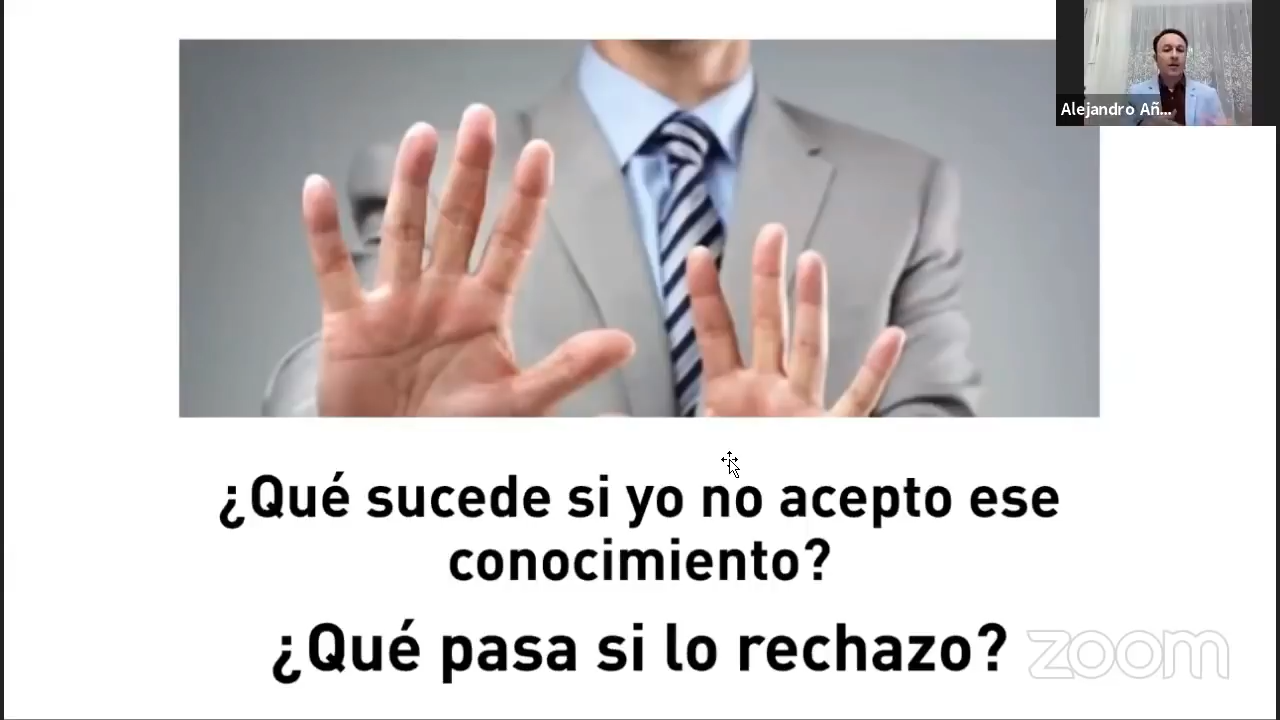 Alejandro Añ...
¿Qué sucede si yo no acepto ese
conocimiento?
¿Qué pasa si lo rechazo?
zoom